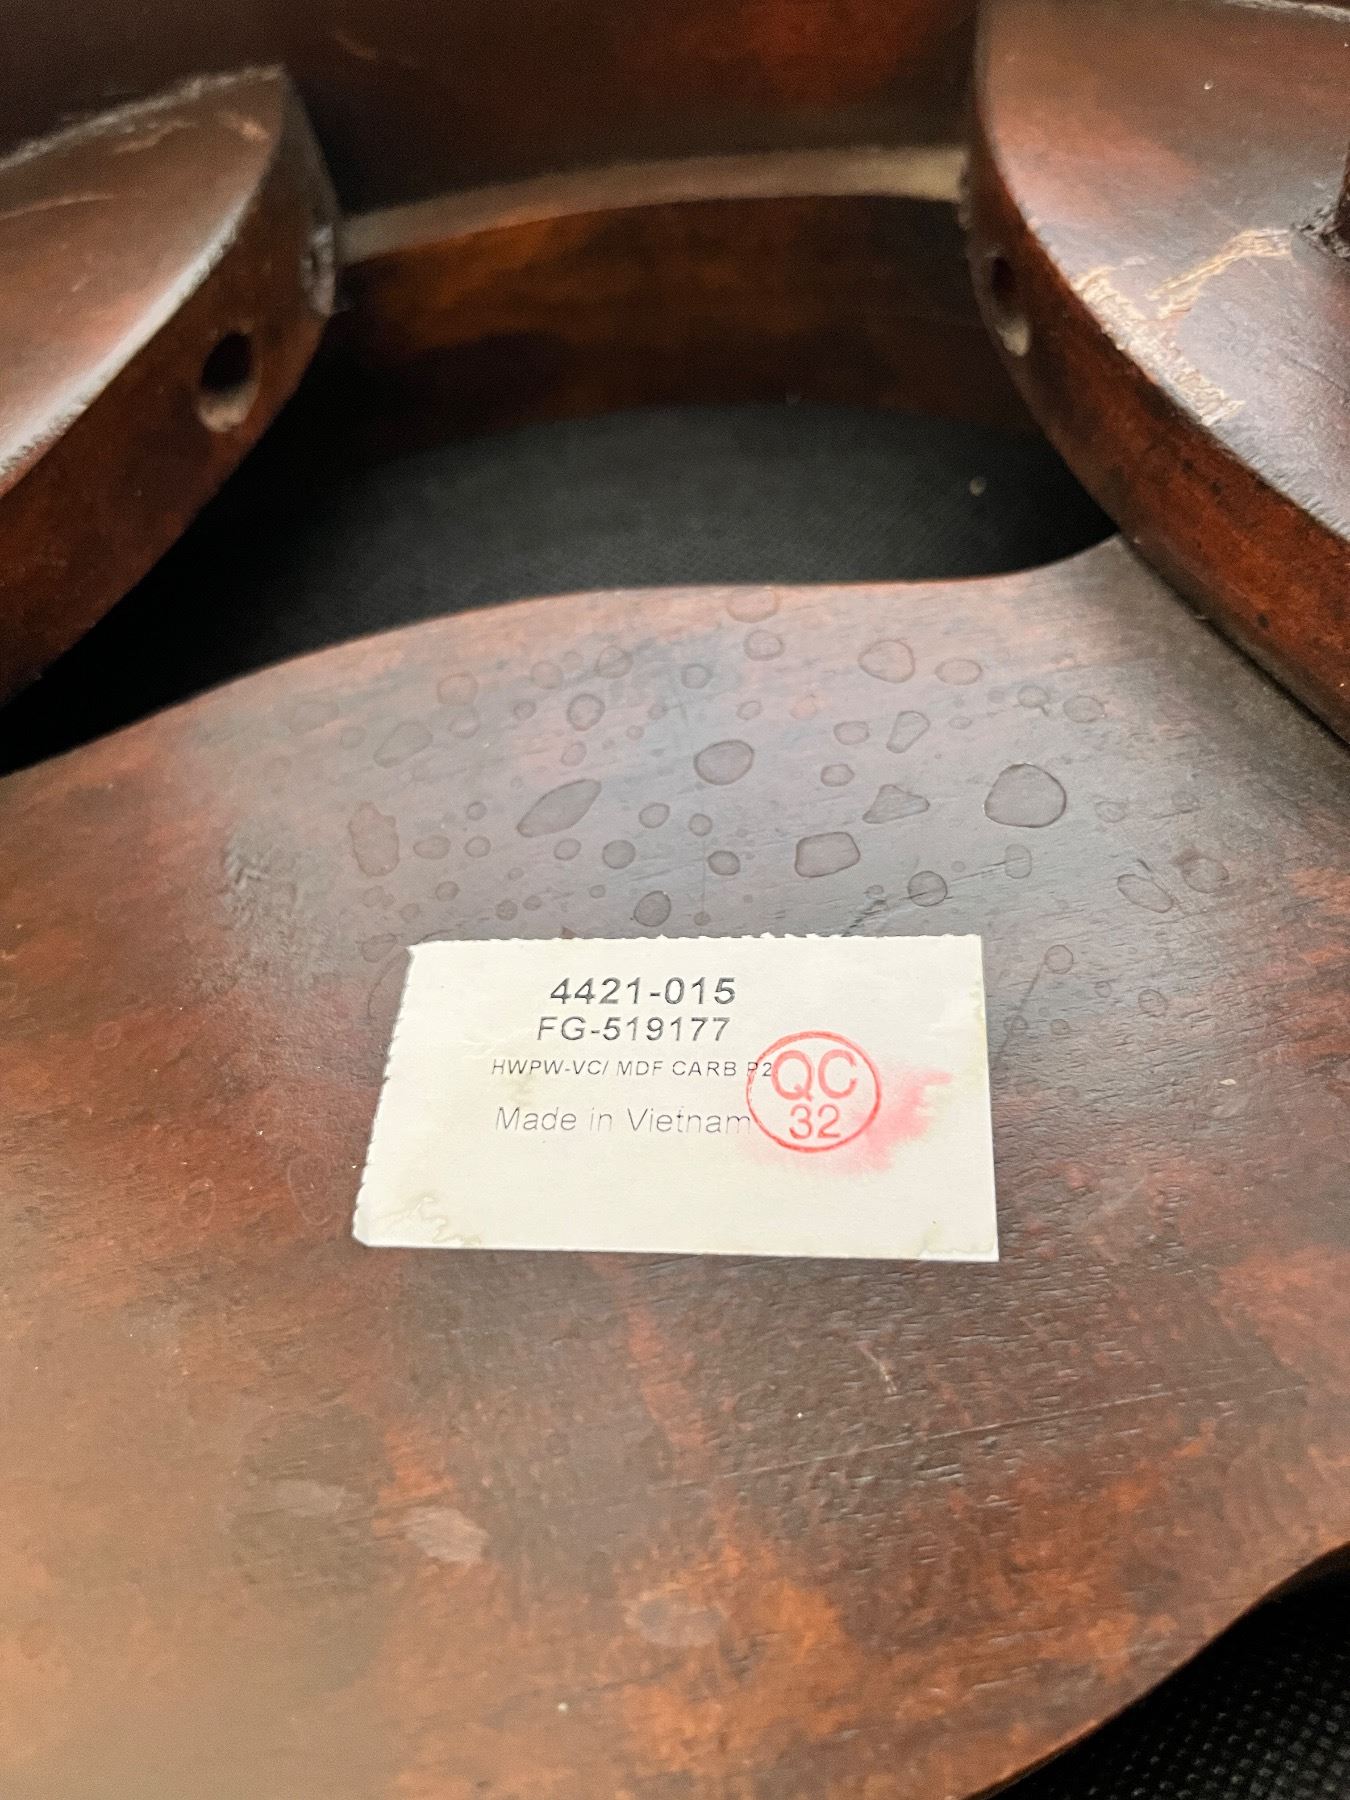 4421-015
FG-519177
HWPW-VC/ MDF CARB P2
Made in Vietnam
QC
32